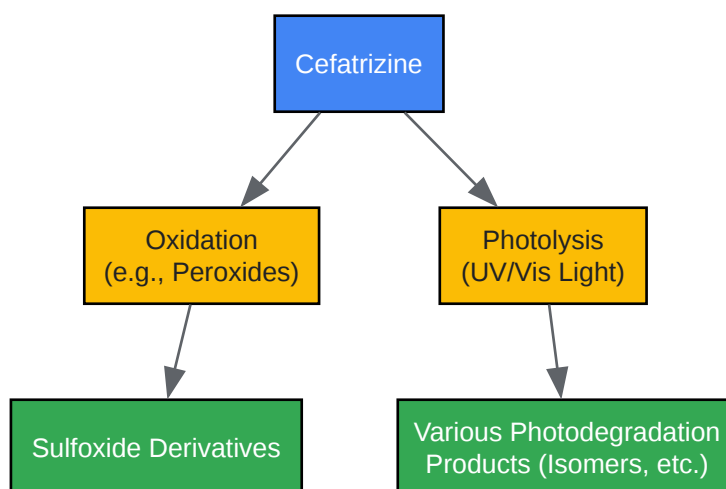 Cefatrizine
Oxidation
(e.g., Peroxides)
Photolysis
(UV/Vis Light)
Sulfoxide Derivatives
Various Photodegradation
Products (Isomers, etc.)